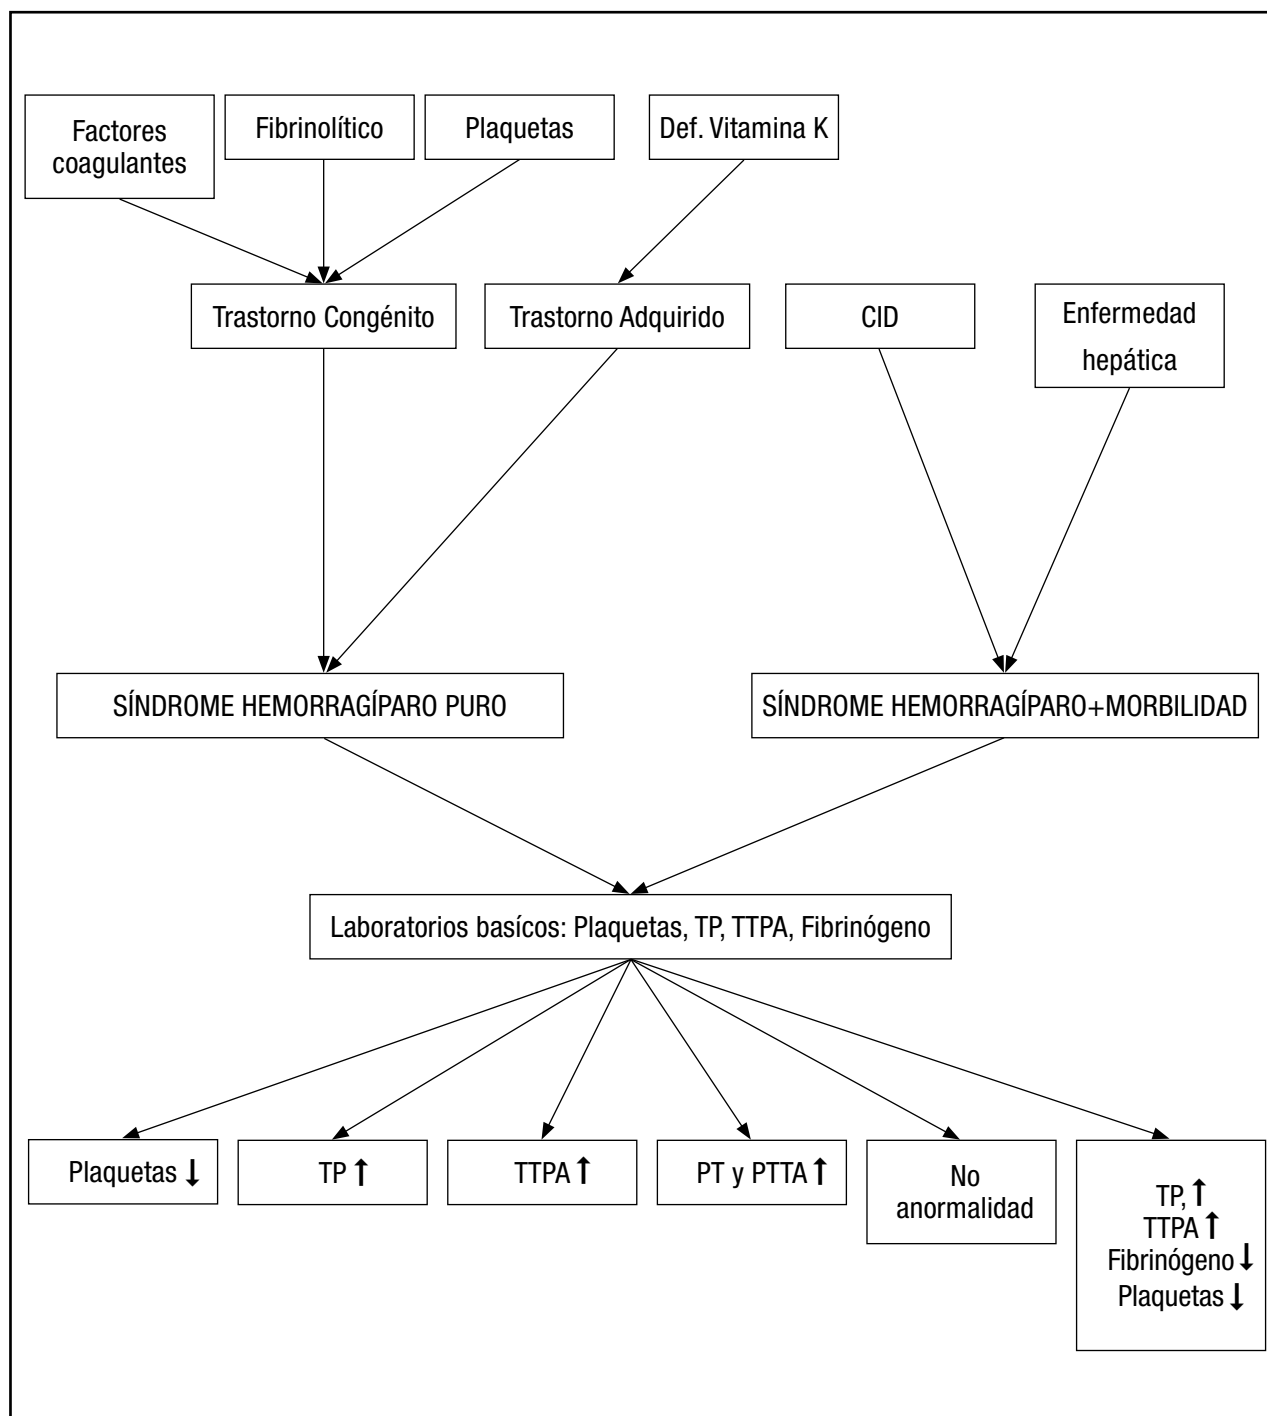 Factores
coagulantes
Fibrinolítico
Plaquetas
Def. Vitamina K
Trastorno Congénito
Trastorno Adquirido
CID
Enfermedad
hepática
SÍNDROME HEMORRAGÍPARO PURO
SÍNDROME HEMORRAGÍPARO+MORBILIDAD
Laboratorios basícos: Plaquetas, TP, TTPA, Fibrinógeno
Plaquetas ↓
TP ↑
TTPA ↑
PT y PTTA ↑
No
anormalidad
TP, ↑
TTPA ↑
Fibrinógeno ↓
Plaquetas ↓